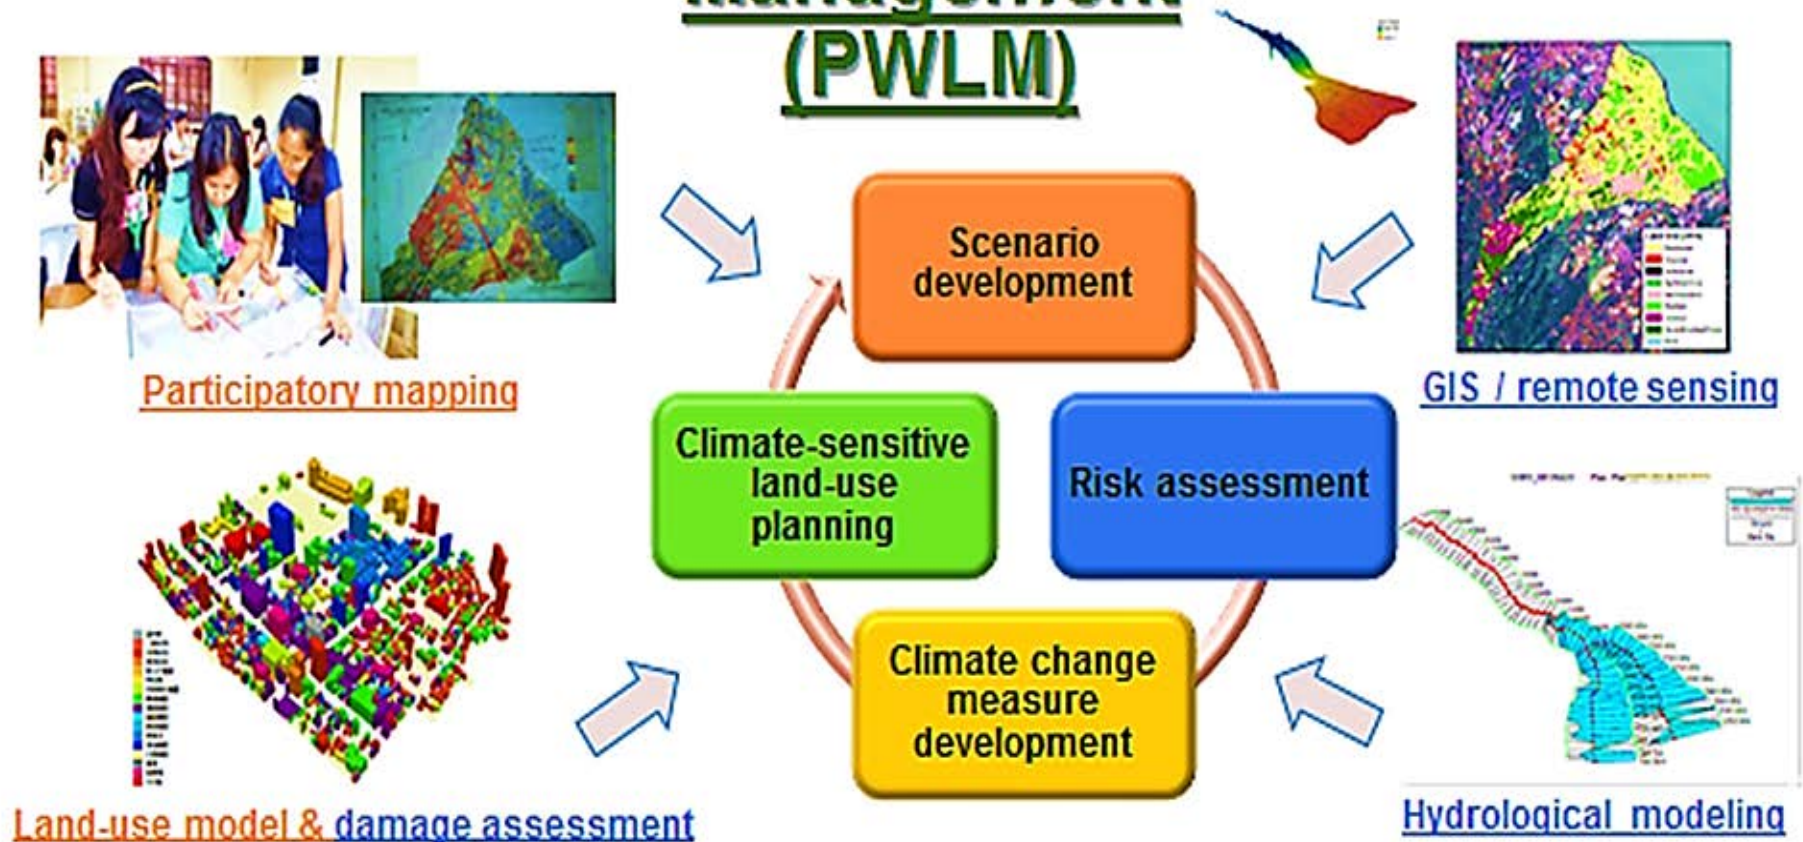 Management
(PWLM)
Scenario
development
Participatory mapping
GIS / remote sensing
Climate-sensitive
land-use
planning
Risk assessment
Climate change
measure
development
Land-use model & damage assessment
Hydrological modeling